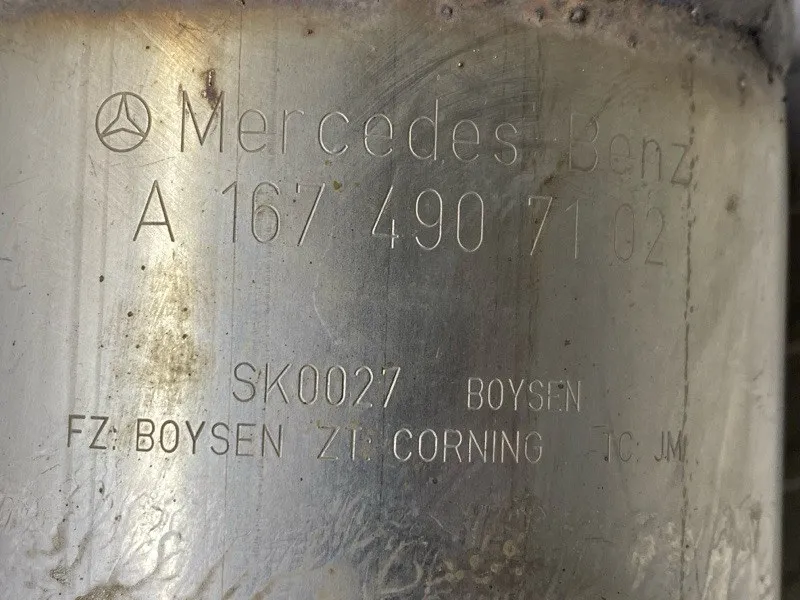 Mercedes-Benz
A 167 490 71 02
SK0027 BOYSEN
FZ: BOYSEN ZT: CORNING TC: JM